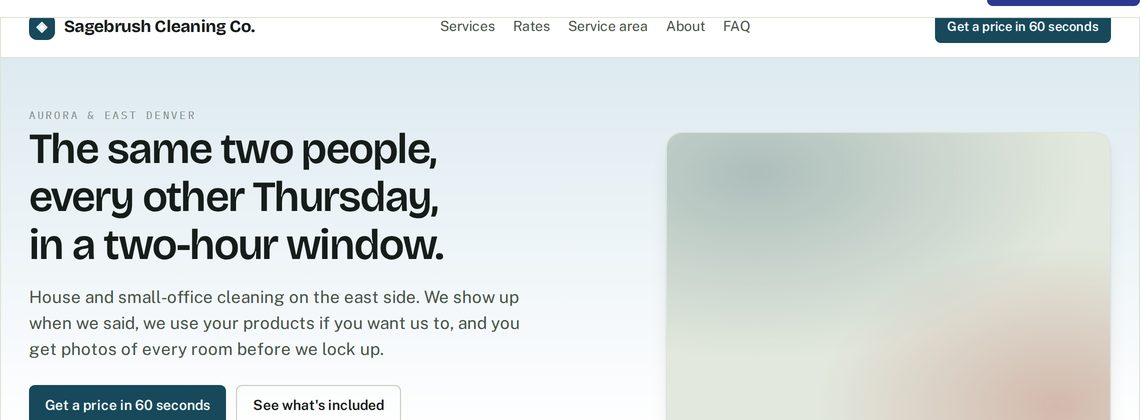 Sagebrush Cleaning Co.
Services Rates Service area About FAQ
Get a price in 60 seconds
AURORA & EAST DENVER
The same two people,
every other Thursday,
in a two-hour window.
House and small-office cleaning on the east side. We show up
when we said, we use your products if you want us to, and you
get photos of every room before we lock up.
Get a price in 60 seconds
See what's included